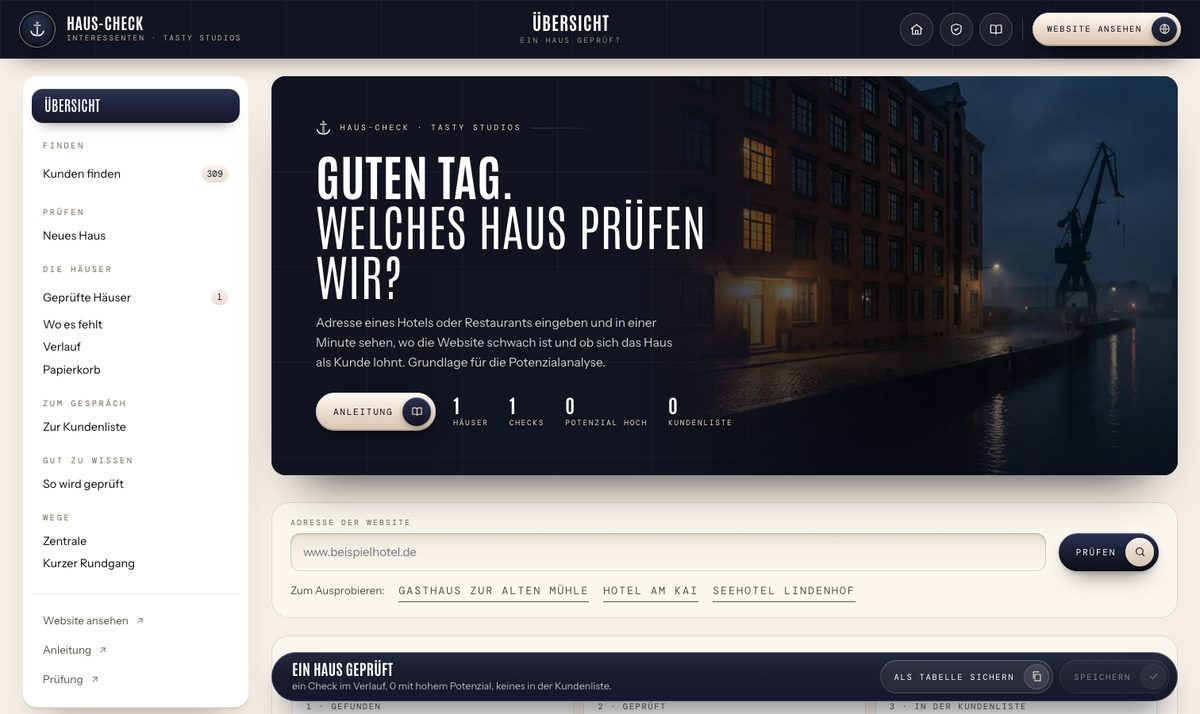 HAUS-CHECK
INTERESSENTEN · TASTY STUDIOS
ÜBERSICHT
EIN HAUS GEPRÜFT
WEBSITE ANSEHEN
ÜBERSICHT
FINDEN
Kunden finden 309
PRÜFEN
Neues Haus
DIE HÄUSER
Geprüfte Häuser 1
Wo es fehlt
Verlauf
Papierkorb
ZUM GESPRÄCH
Zur Kundenliste
GUT ZU WISSEN
So wird geprüft
WEGE
Zentrale
Kurzer Rundgang
Website ansehen
Anleitung
Prüfung
HAUS-CHECK · TASTY STUDIOS
GUTEN TAG.
WELCHES HAUS PRÜFEN
WIR?
Adresse eines Hotels oder Restaurants eingeben und in einer
Minute sehen, wo die Website schwach ist und ob sich das Haus
als Kunde lohnt. Grundlage für die Potenzialanalyse.
ANLEITUNG
1 1 0 0
HÄUSER CHECKS POTENZIAL HOCH KUNDENLISTE
ADRESSE DER WEBSITE
www.beispielhotel.de
PRÜFEN
Zum Ausprobieren: GASTHAUS ZUR ALTEN MÜHLE HOTEL AM KAI SEEHOTEL LINDENHOF
EIN HAUS GEPRÜFT
ein Check im Verlauf, 0 mit hohem Potenzial, keines in der Kundenliste.
ALS TABELLE SICHERN
SPEICHERN
1 · GEFUNDEN 2 · GEPRÜFT 3 · IN DER KUNDENLISTE